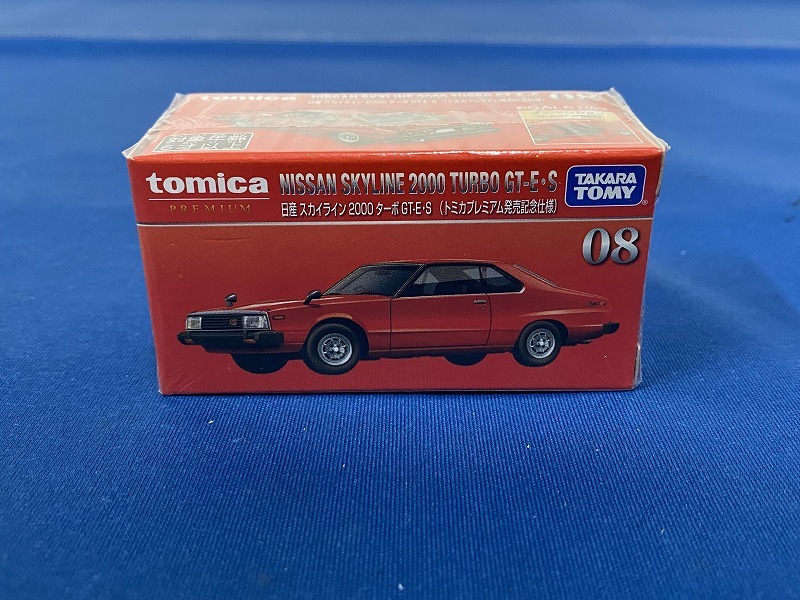 tomica
tomica NISSAN SKYLINE 2000 TURBO GT-E・S
PREMIUM
日産 スカイライン 2000 ターボ GT-E・S (トミカプレミアム発売記念仕様)
TAKARA
TOMY
08